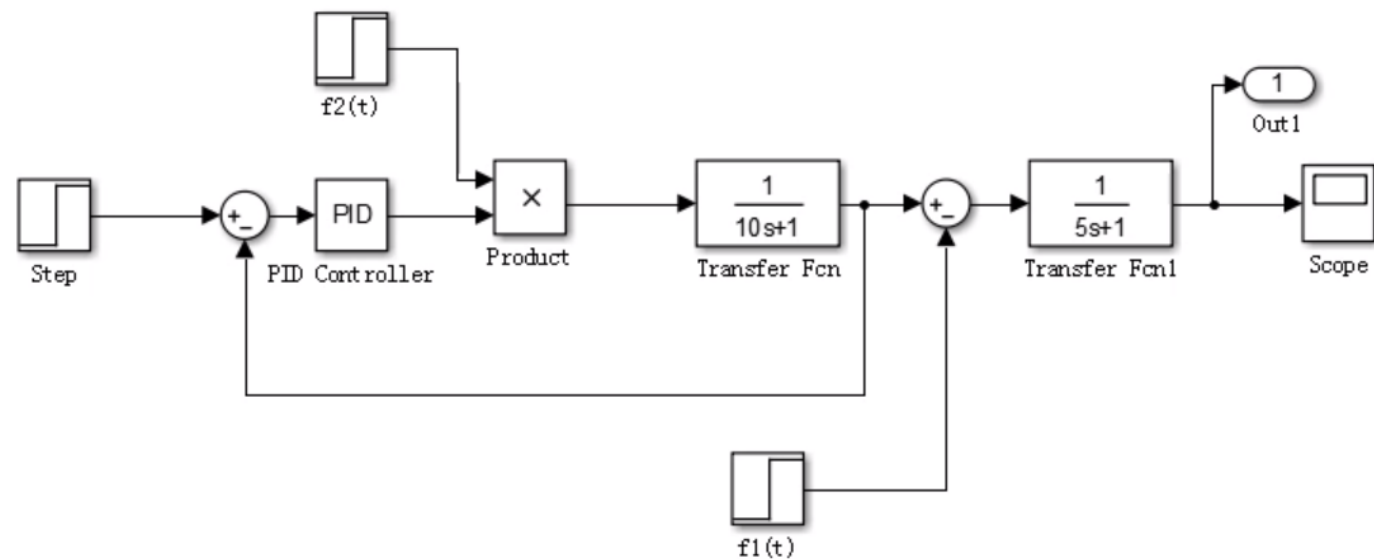 f2(t)
1
Out1
+
−
PID
×
1
10s+1
+
−
1
5s+1
Step
PID Controller
Product
Transfer Fcn
Transfer Fcn1
Scope
f1(t)